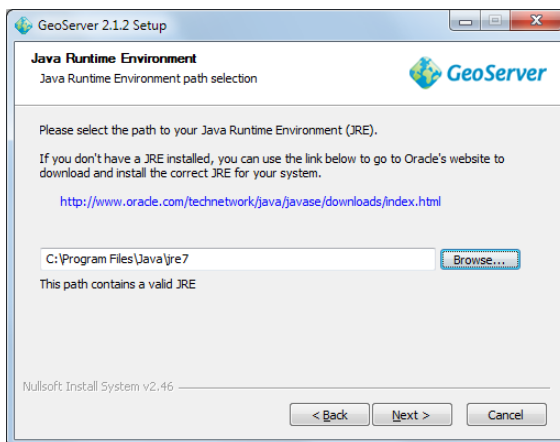 GeoServer 2.1.2 Setup
Java Runtime Environment
Java Runtime Environment path selection
GeoServer
Please select the path to your Java Runtime Environment (JRE).
If you don't have a JRE installed, you can use the link below to go to Oracle's website to
download and install the correct JRE for your system.
http://www.oracle.com/technetwork/java/javase/downloads/index.html
C:\Program Files\Java\jre7
Browse...
This path contains a valid JRE
Nullsoft Install System v2.46
< Back
Next >
Cancel